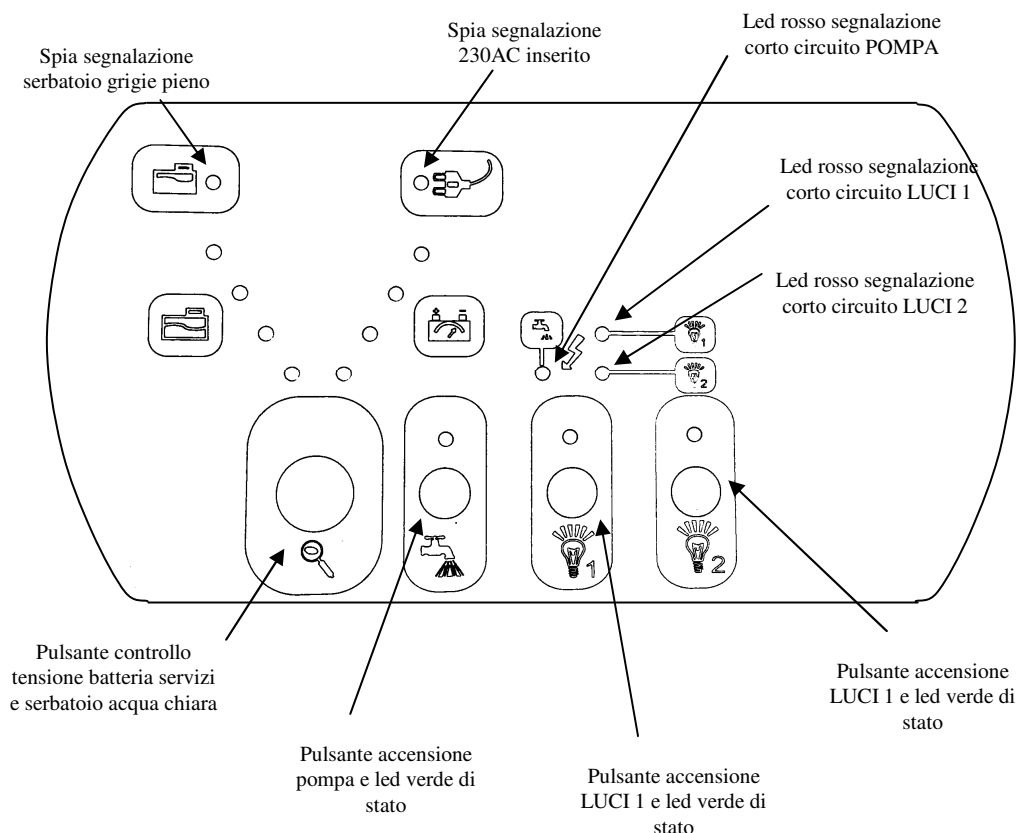 Led rosso segnalazione
corto circuito POMPA
Spia segnalazione
230AC inserito
Spia segnalazione
serbatoio grigie pieno
Led rosso segnalazione
corto circuito LUCI 1
Led rosso segnalazione
corto circuito LUCI 2
+ -
1
2
1
2
Pulsante controllo
tensione batteria servizi
e serbatoio acqua chiara
Pulsante accensione
pompa e led verde di
stato
Pulsante accensione
LUCI 1 e led verde di
stato
Pulsante accensione
LUCI 1 e led verde di
stato